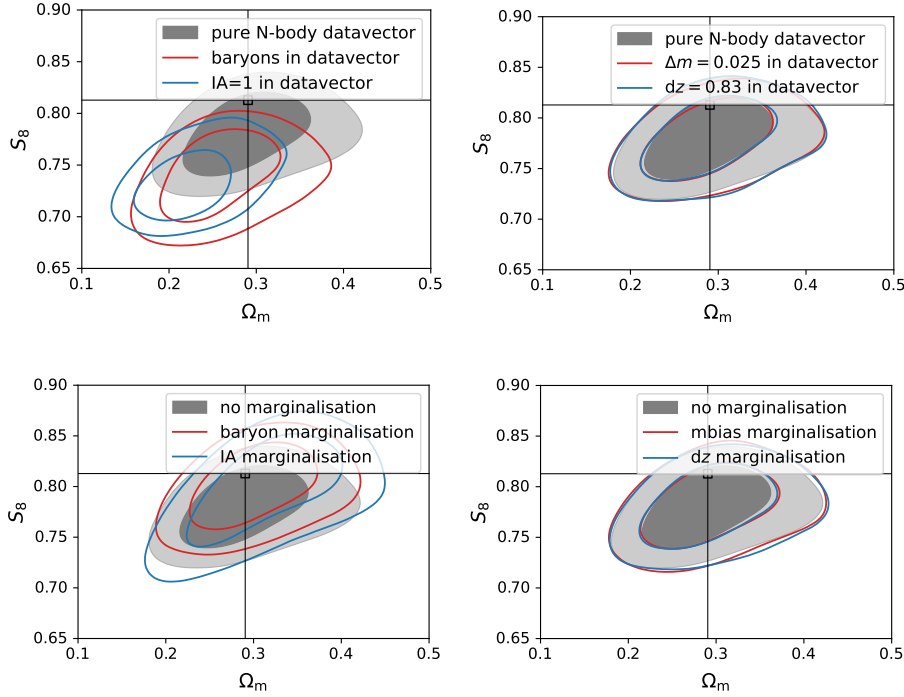 0.90
0.85
0.80
0.75
0.70
0.65
S8
pure N-body datavector
baryons in datavector
IA=1 in datavector
0.1 0.2 0.3 0.4 0.5
Ωm
0.90
0.85
0.80
0.75
0.70
0.65
S8
pure N-body datavector
Δm = 0.025 in datavector
dz = 0.83 in datavector
0.1 0.2 0.3 0.4 0.5
Ωm
0.90
0.85
0.80
0.75
0.70
0.65
S8
no marginalisation
baryon marginalisation
IA marginalisation
0.1 0.2 0.3 0.4 0.5
Ωm
0.90
0.85
0.80
0.75
0.70
0.65
S8
no marginalisation
mbias marginalisation
dz marginalisation
0.1 0.2 0.3 0.4 0.5
Ωm